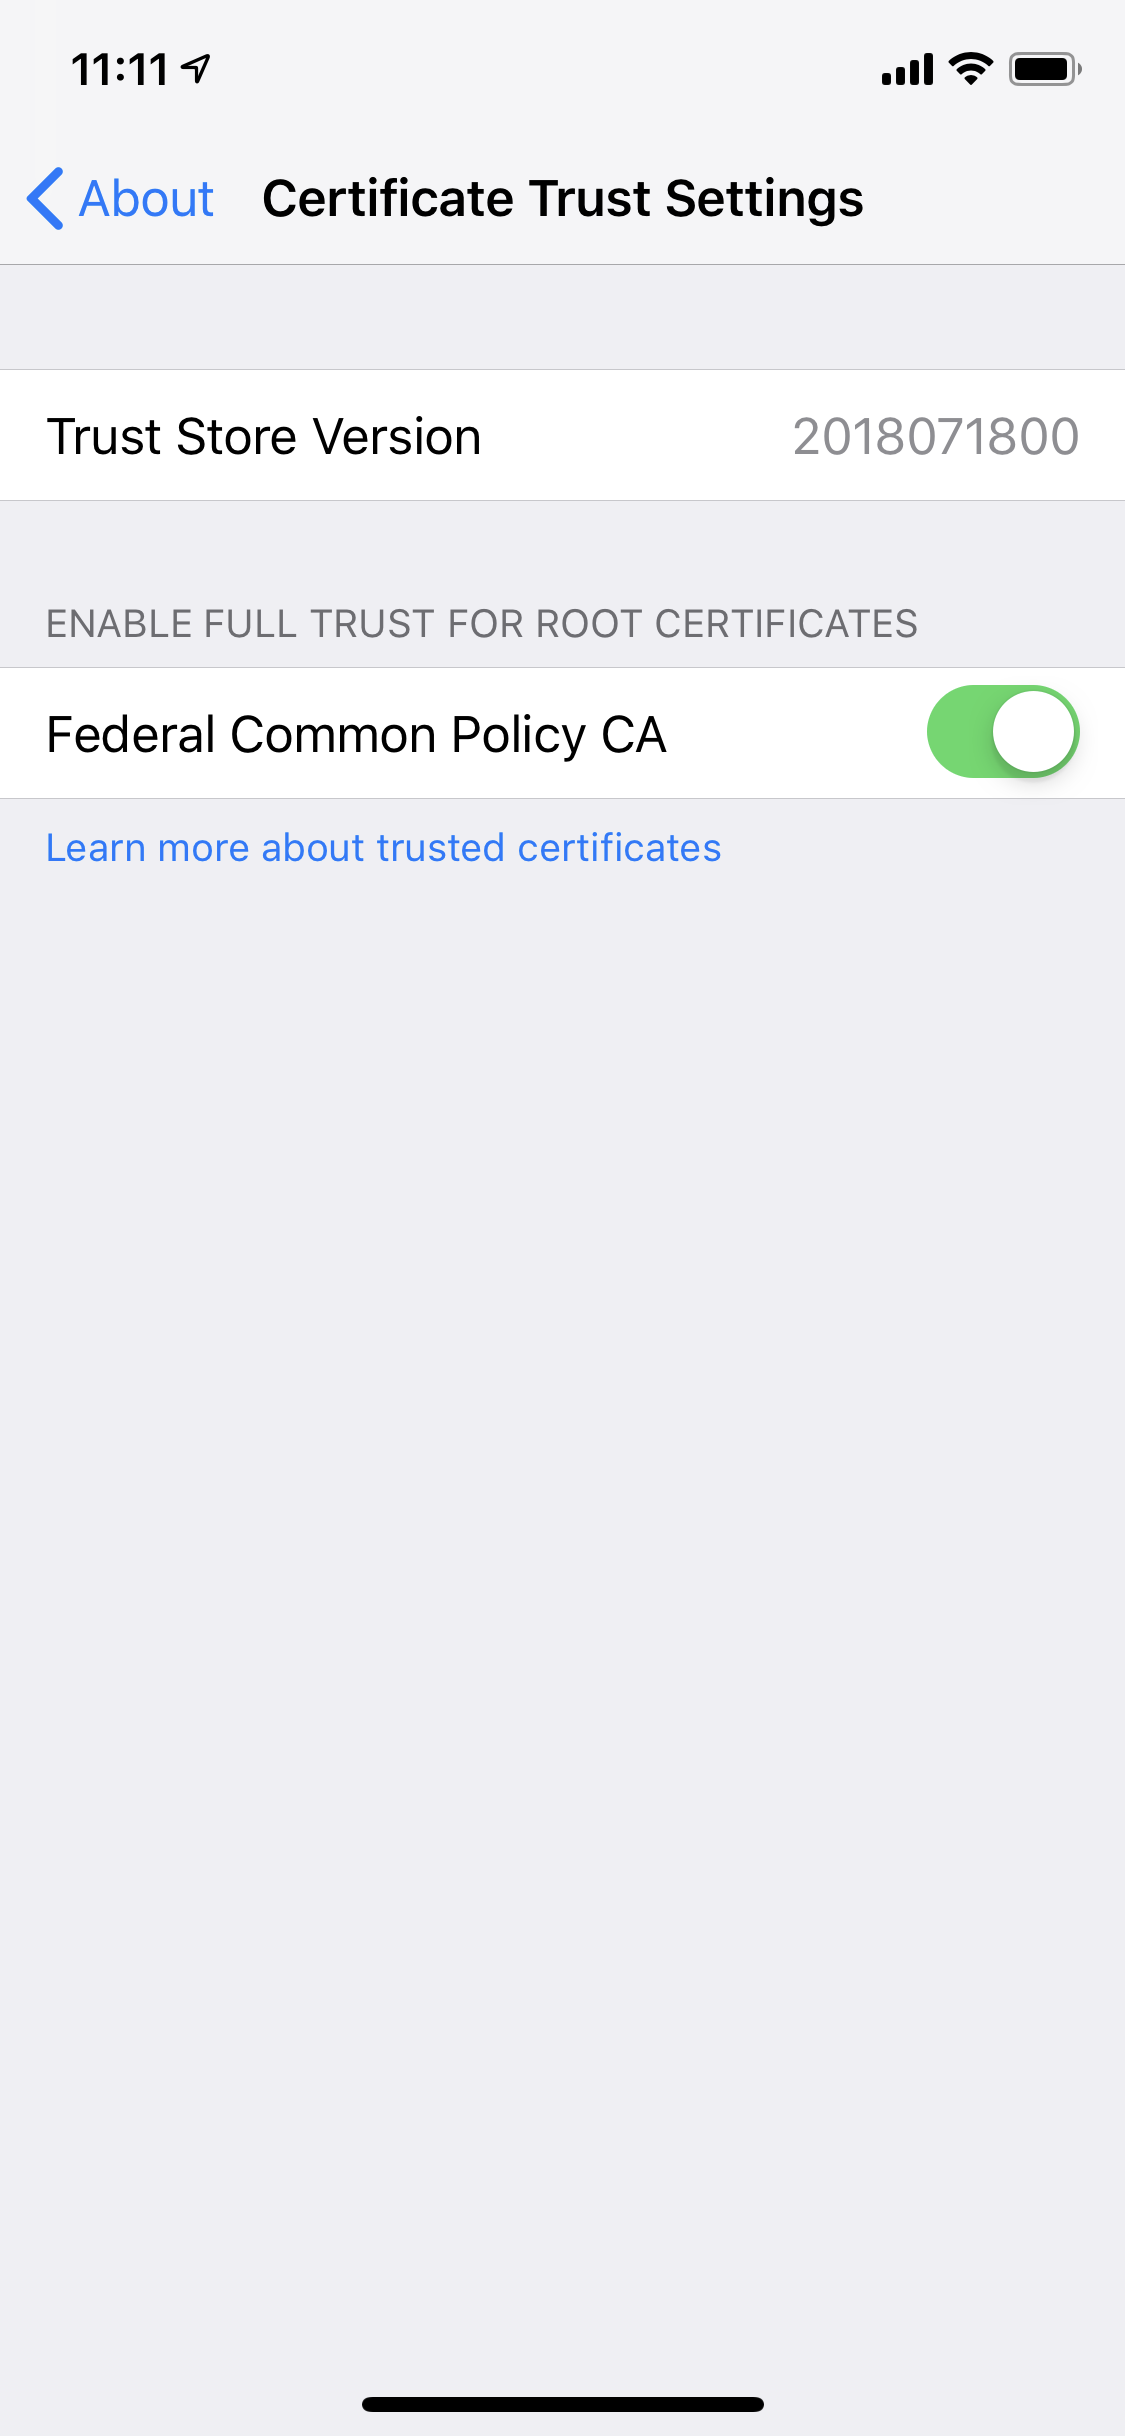 11:11
About Certificate Trust Settings
Trust Store Version 2018071800
ENABLE FULL TRUST FOR ROOT CERTIFICATES
Federal Common Policy CA
Learn more about trusted certificates